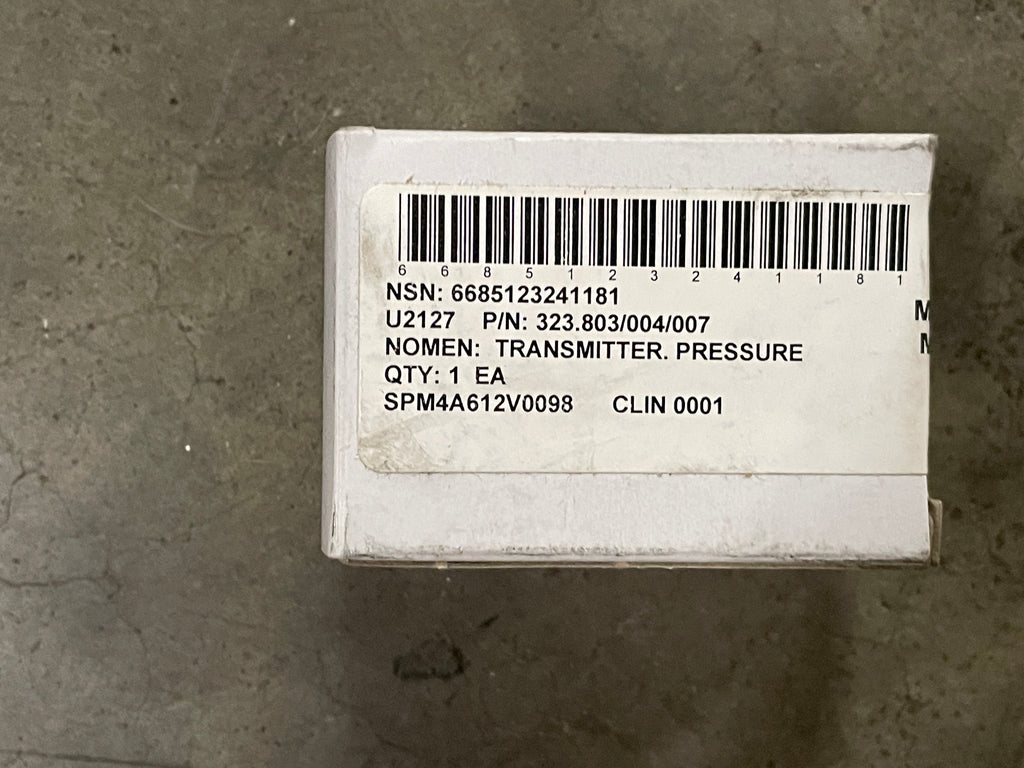 6 6 8 5 1 2 3 2 4 1 1 8 1
NSN: 6685123241181
U2127 P/N: 323.803/004/007
NOMEN: TRANSMITTER. PRESSURE
QTY: 1 EA
SPM4A612V0098 CLIN 0001